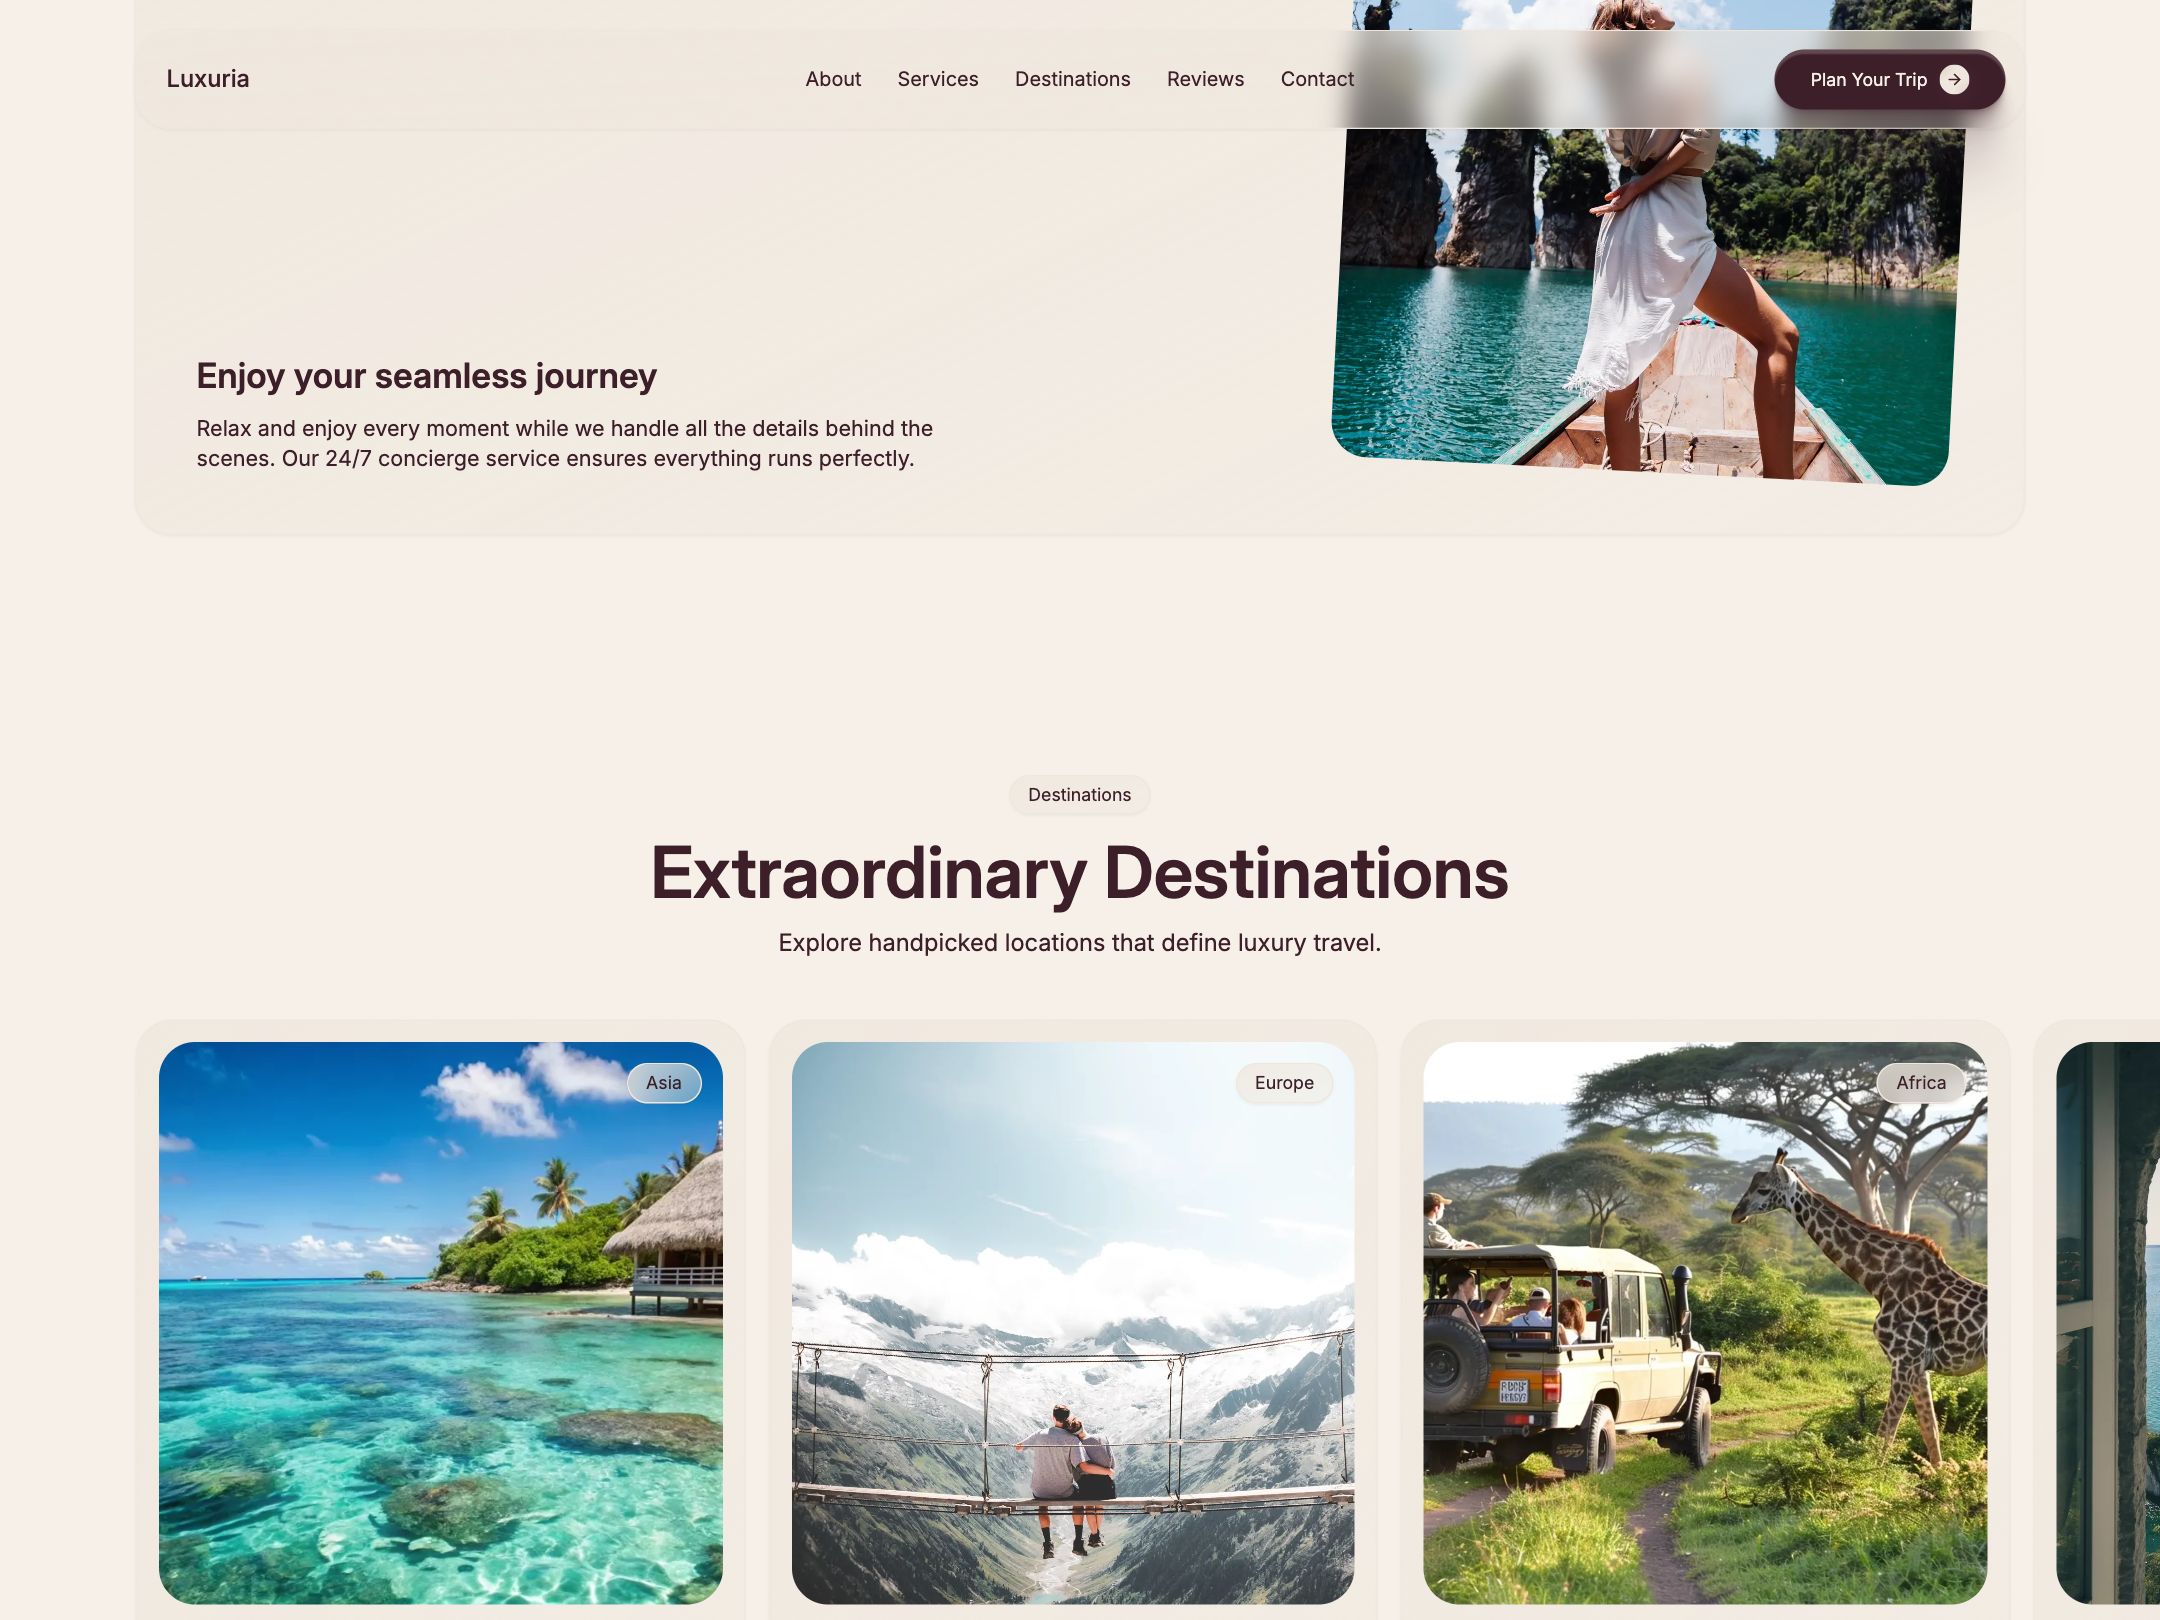 Luxuria
About
Services
Destinations
Reviews
Contact
Plan Your Trip
Enjoy your seamless journey
Relax and enjoy every moment while we handle all the details behind the
scenes. Our 24/7 concierge service ensures everything runs perfectly.
Destinations
Extraordinary Destinations
Explore handpicked locations that define luxury travel.
Asia
Europe
Africa